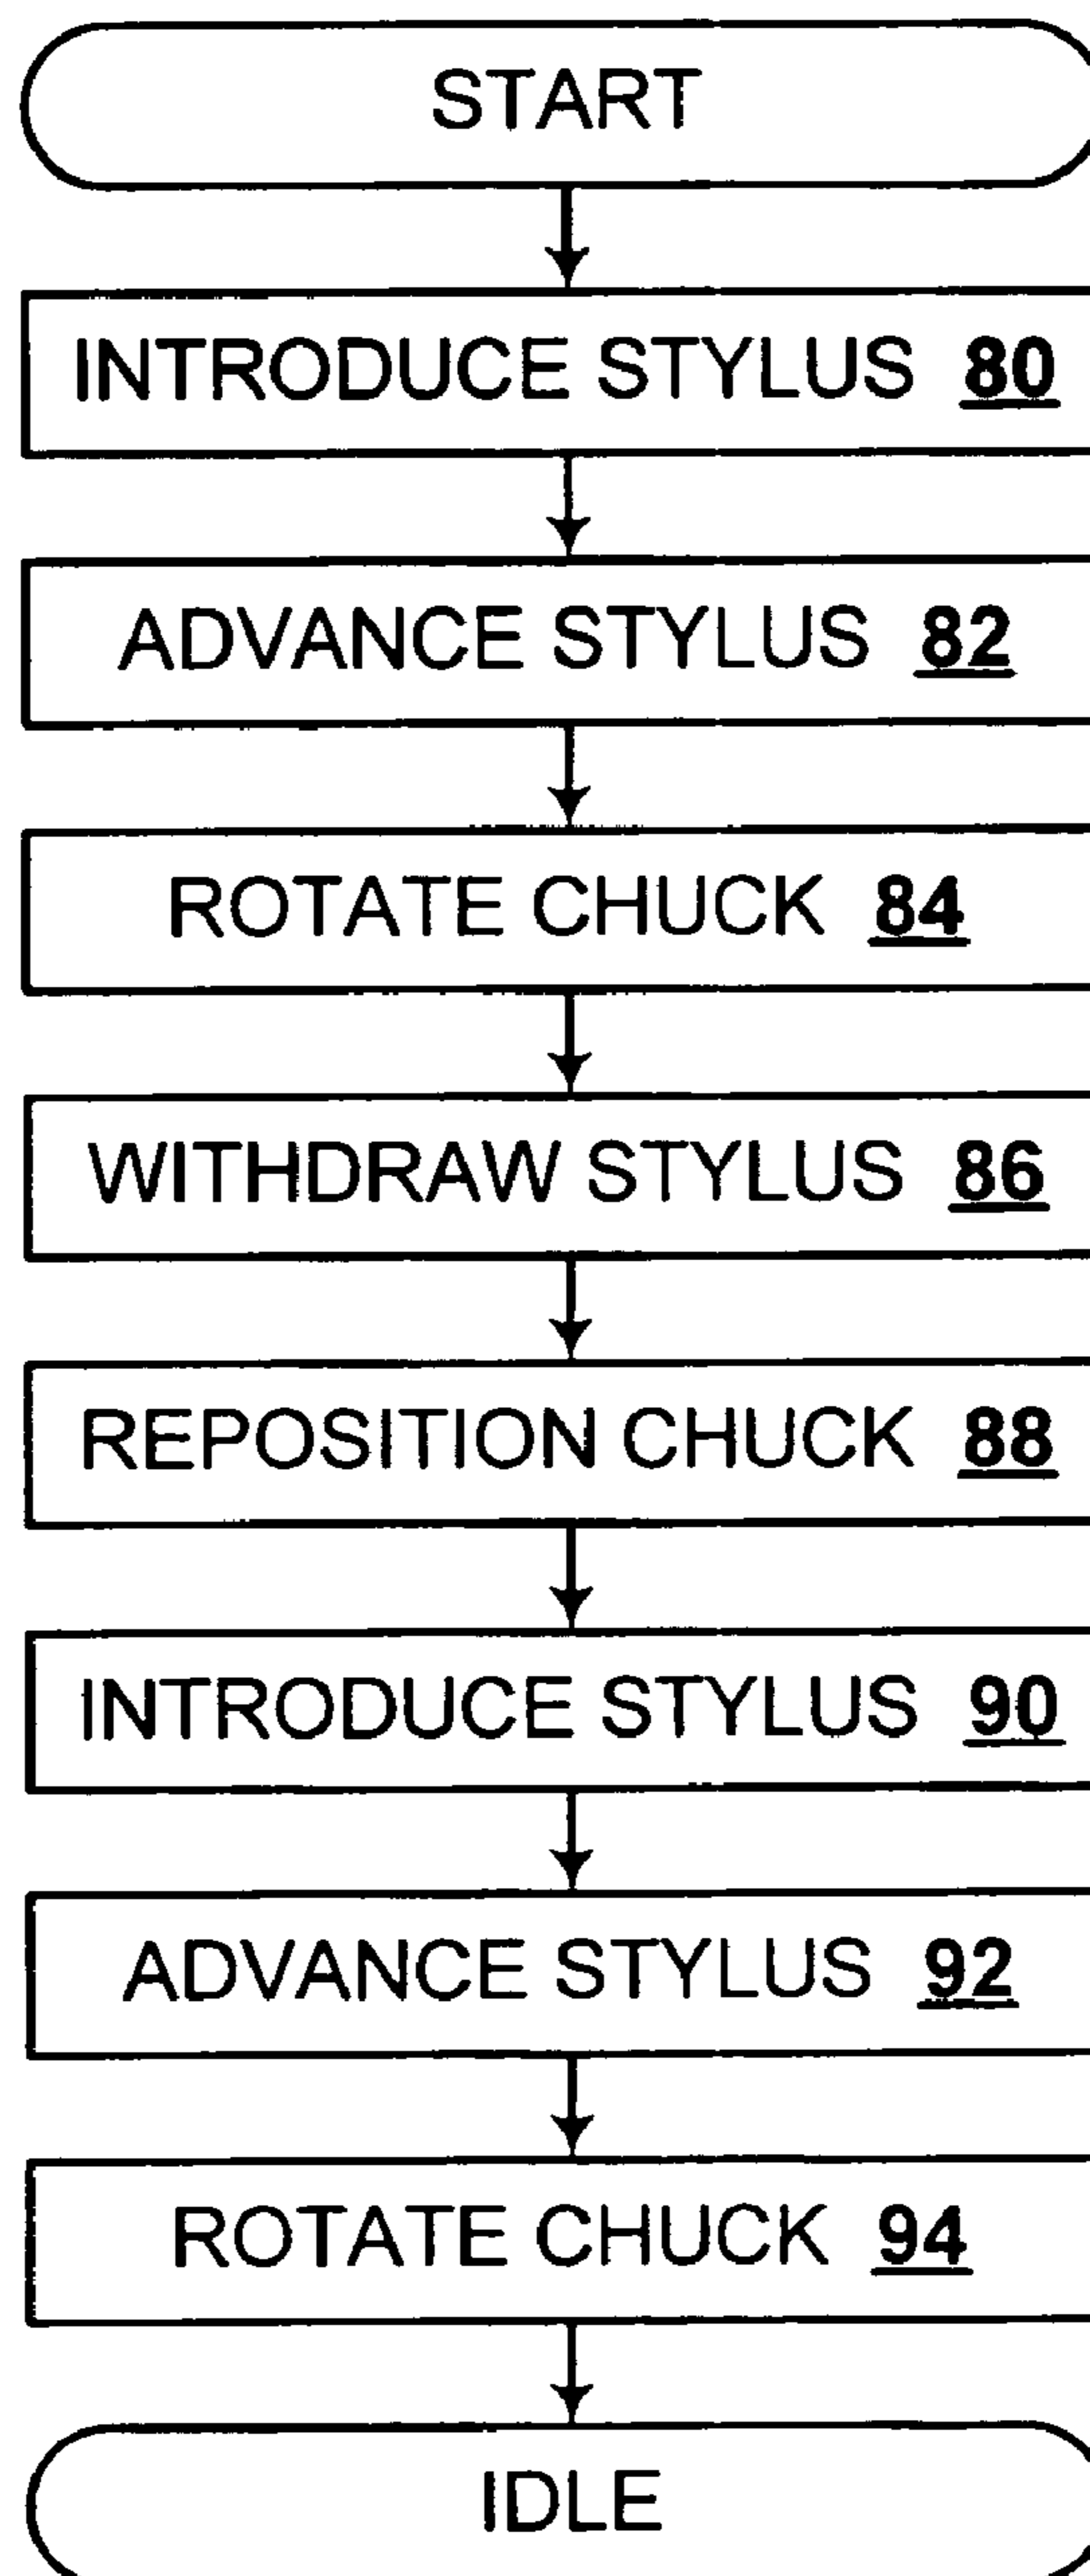 START
INTRODUCE STYLUS 80
ADVANCE STYLUS 82
ROTATE CHUCK 84
WITHDRAW STYLUS 86
REPOSITION CHUCK 88
INTRODUCE STYLUS 90
ADVANCE STYLUS 92
ROTATE CHUCK 94
IDLE